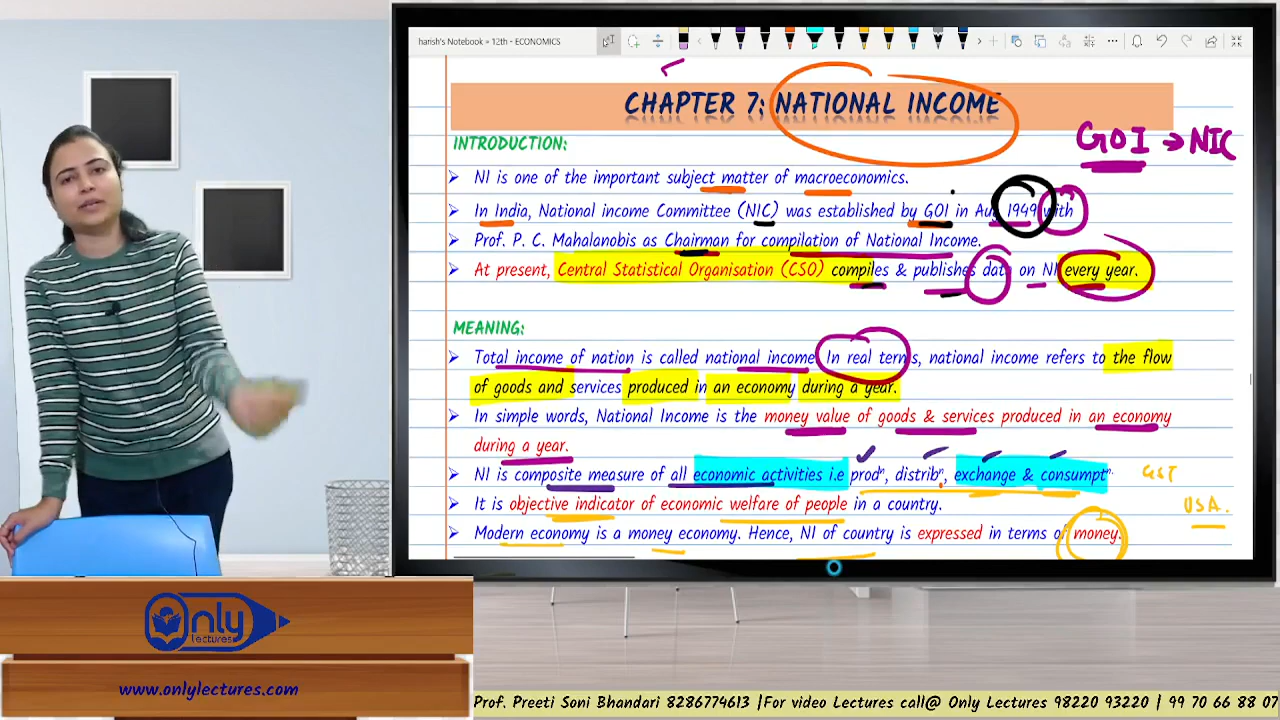 harish's Notebook » 12th - ECONOMICS
CHAPTER 7: NATIONAL INCOME
INTRODUCTION:
GOI → NIC
➢ NI is one of the important subject matter of macroeconomics.
➢ In India, National income Committee (NIC) was established by GOI in Au 1949 with
➢ Prof. P. C. Mahalanobis as Chairman for compilation of National Income.
➢ At present, Central Statistical Organisation (CSO) compiles & publishes data on NI every year.
MEANING:
➢ Total income of nation is called national income. In real terms, national income refers to the flow
of goods and services produced in an economy during a year.
➢ In simple words, National Income is the money value of goods & services produced in an economy
during a year.
➢ NI is composite measure of all economic activities i.e prodⁿ, distribⁿ, exchange & consumptⁿ.
GST
➢ It is objective indicator of economic welfare of people in a country.
USA.
➢ Modern economy is a money economy. Hence, NI of country is expressed in terms of money.
Only
lectures
www.onlylectures.com
Prof. Preeti Soni Bhandari 8286774613 |For video Lectures call@ Only Lectures 98220 93220 | 99 70 66 88 07